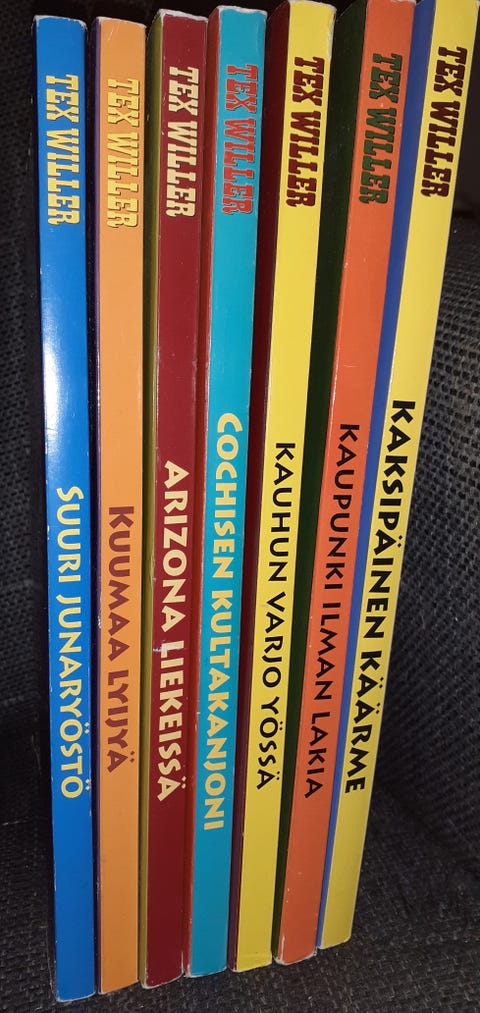 TEX WILLER
SUURI JUNARYÖSTÖ
TEX WILLER
KUUMAA LYIJYÄ
TEX WILLER
ARIZONA LIEKEISSÄ
TEX WILLER
COCHISEN KULTAKANJONI
TEX WILLER
KAUHUN VARJO YÖSSÄ
TEX WILLER
KAUPUNKI ILMAN LAKIA
TEX WILLER
KAKSIPÄINEN KÄÄRME